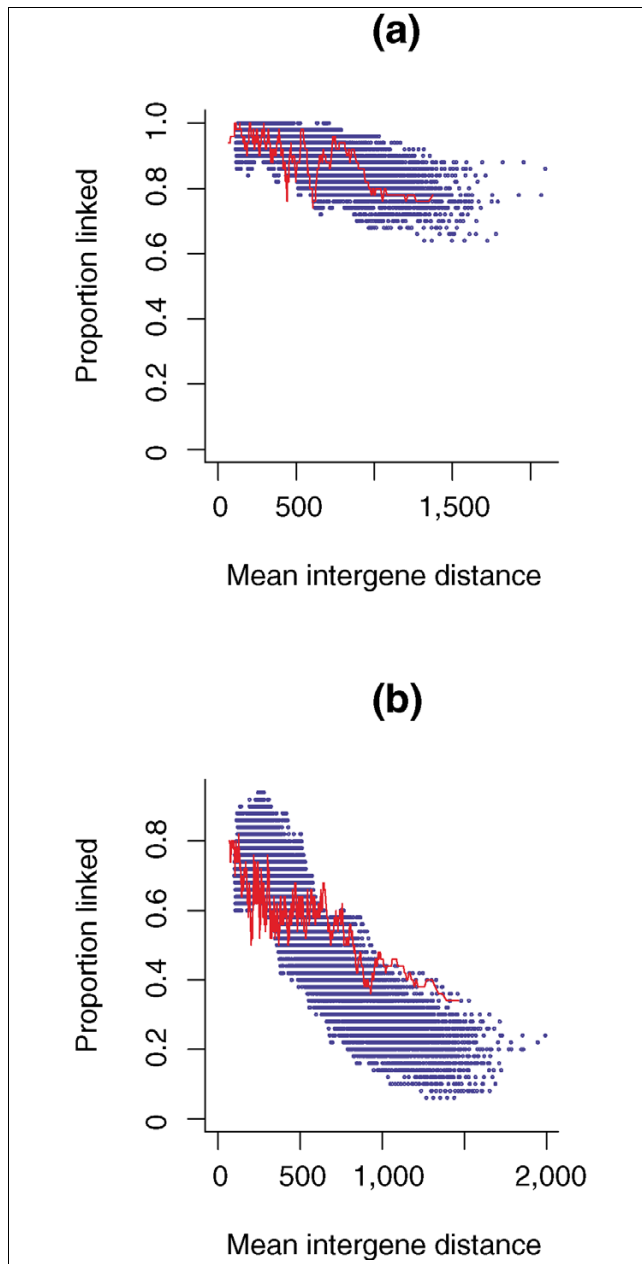 (a)
1.0
0.8
0.6
0.4
0.2
0
Proportion linked
0 500 1,500
Mean intergene distance
(b)
0.8
0.6
0.4
0.2
0
Proportion linked
0 500 1,000 2,000
Mean intergene distance